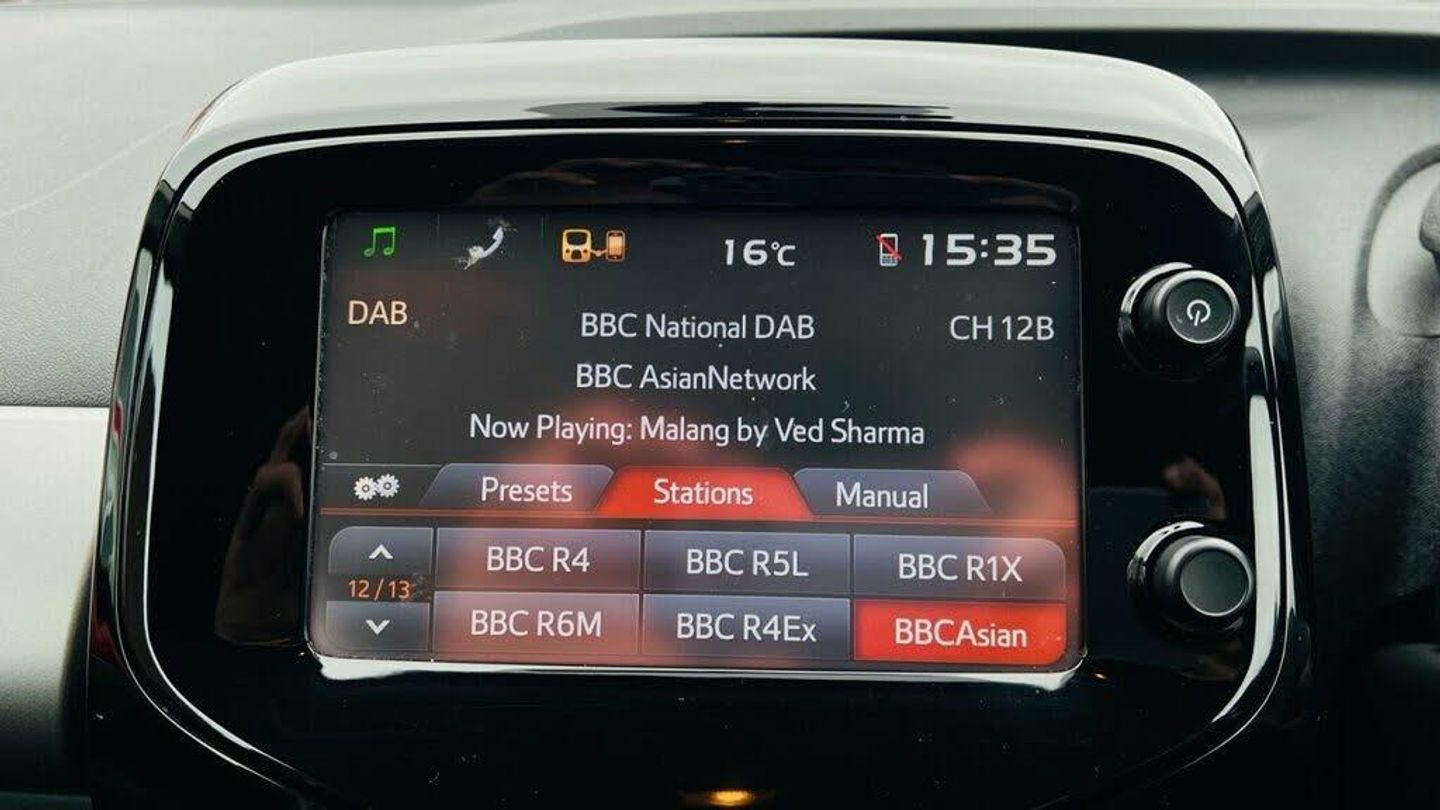 16°C 15:35
DAB
BBC National DAB CH 12B
BBC AsianNetwork
Now Playing: Malang by Ved Sharma
Presets Stations Manual
BBC R4 BBC R5L BBC R1X
12/13
BBC R6M BBC R4Ex BBCAsian